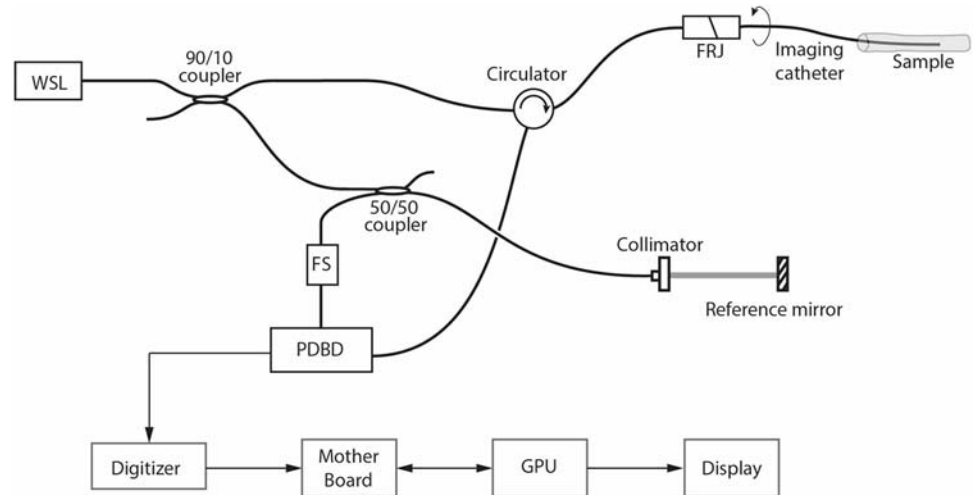 WSL
90/10
coupler
Circulator
FRJ
Imaging
catheter
Sample
50/50
coupler
FS
Collimator
Reference mirror
PDBD
Digitizer
Mother
Board
GPU
Display